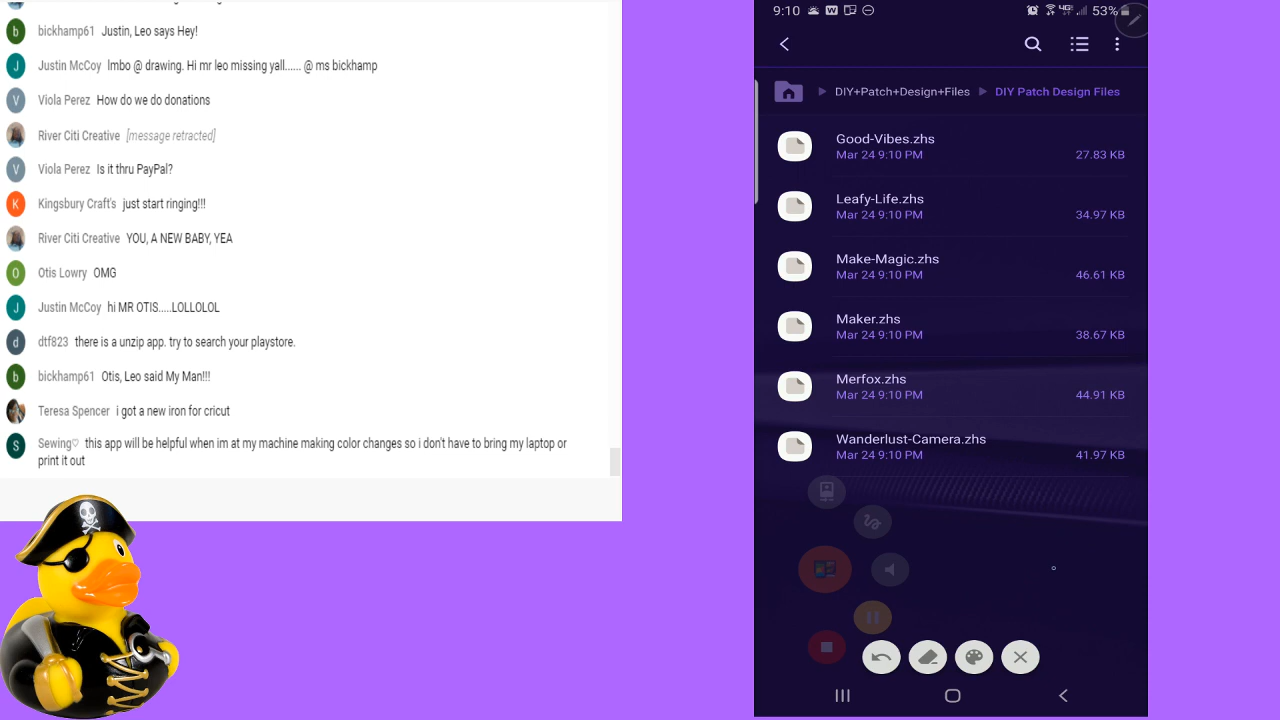 b bickhamp61 Justin, Leo says Hey!
J Justin McCoy lmbo @ drawing. Hi mr leo missing yall...... @ ms bickhamp
V Viola Perez How do we do donations
River Citi Creative [message retracted]
V Viola Perez Is it thru PayPal?
K Kingsbury Craft's just start ringing!!!
River Citi Creative YOU, A NEW BABY, YEA
O Otis Lowry OMG
J Justin McCoy hi MR OTIS.....LOLLOLOL
d dtf823 there is a unzip app. try to search your playstore.
b bickhamp61 Otis, Leo said My Man!!!
Teresa Spencer i got a new iron for cricut
S Sewing♡ this app will be helpful when im at my machine making color changes so i don't have to bring my laptop or
print it out
9:10 W 4G 53%
DIY+Patch+Design+Files DIY Patch Design Files
Good-Vibes.zhs
Mar 24 9:10 PM 27.83 KB
Leafy-Life.zhs
Mar 24 9:10 PM 34.97 KB
Make-Magic.zhs
Mar 24 9:10 PM 46.61 KB
Maker.zhs
Mar 24 9:10 PM 38.67 KB
Merfox.zhs
Mar 24 9:10 PM 44.91 KB
Wanderlust-Camera.zhs
Mar 24 9:10 PM 41.97 KB